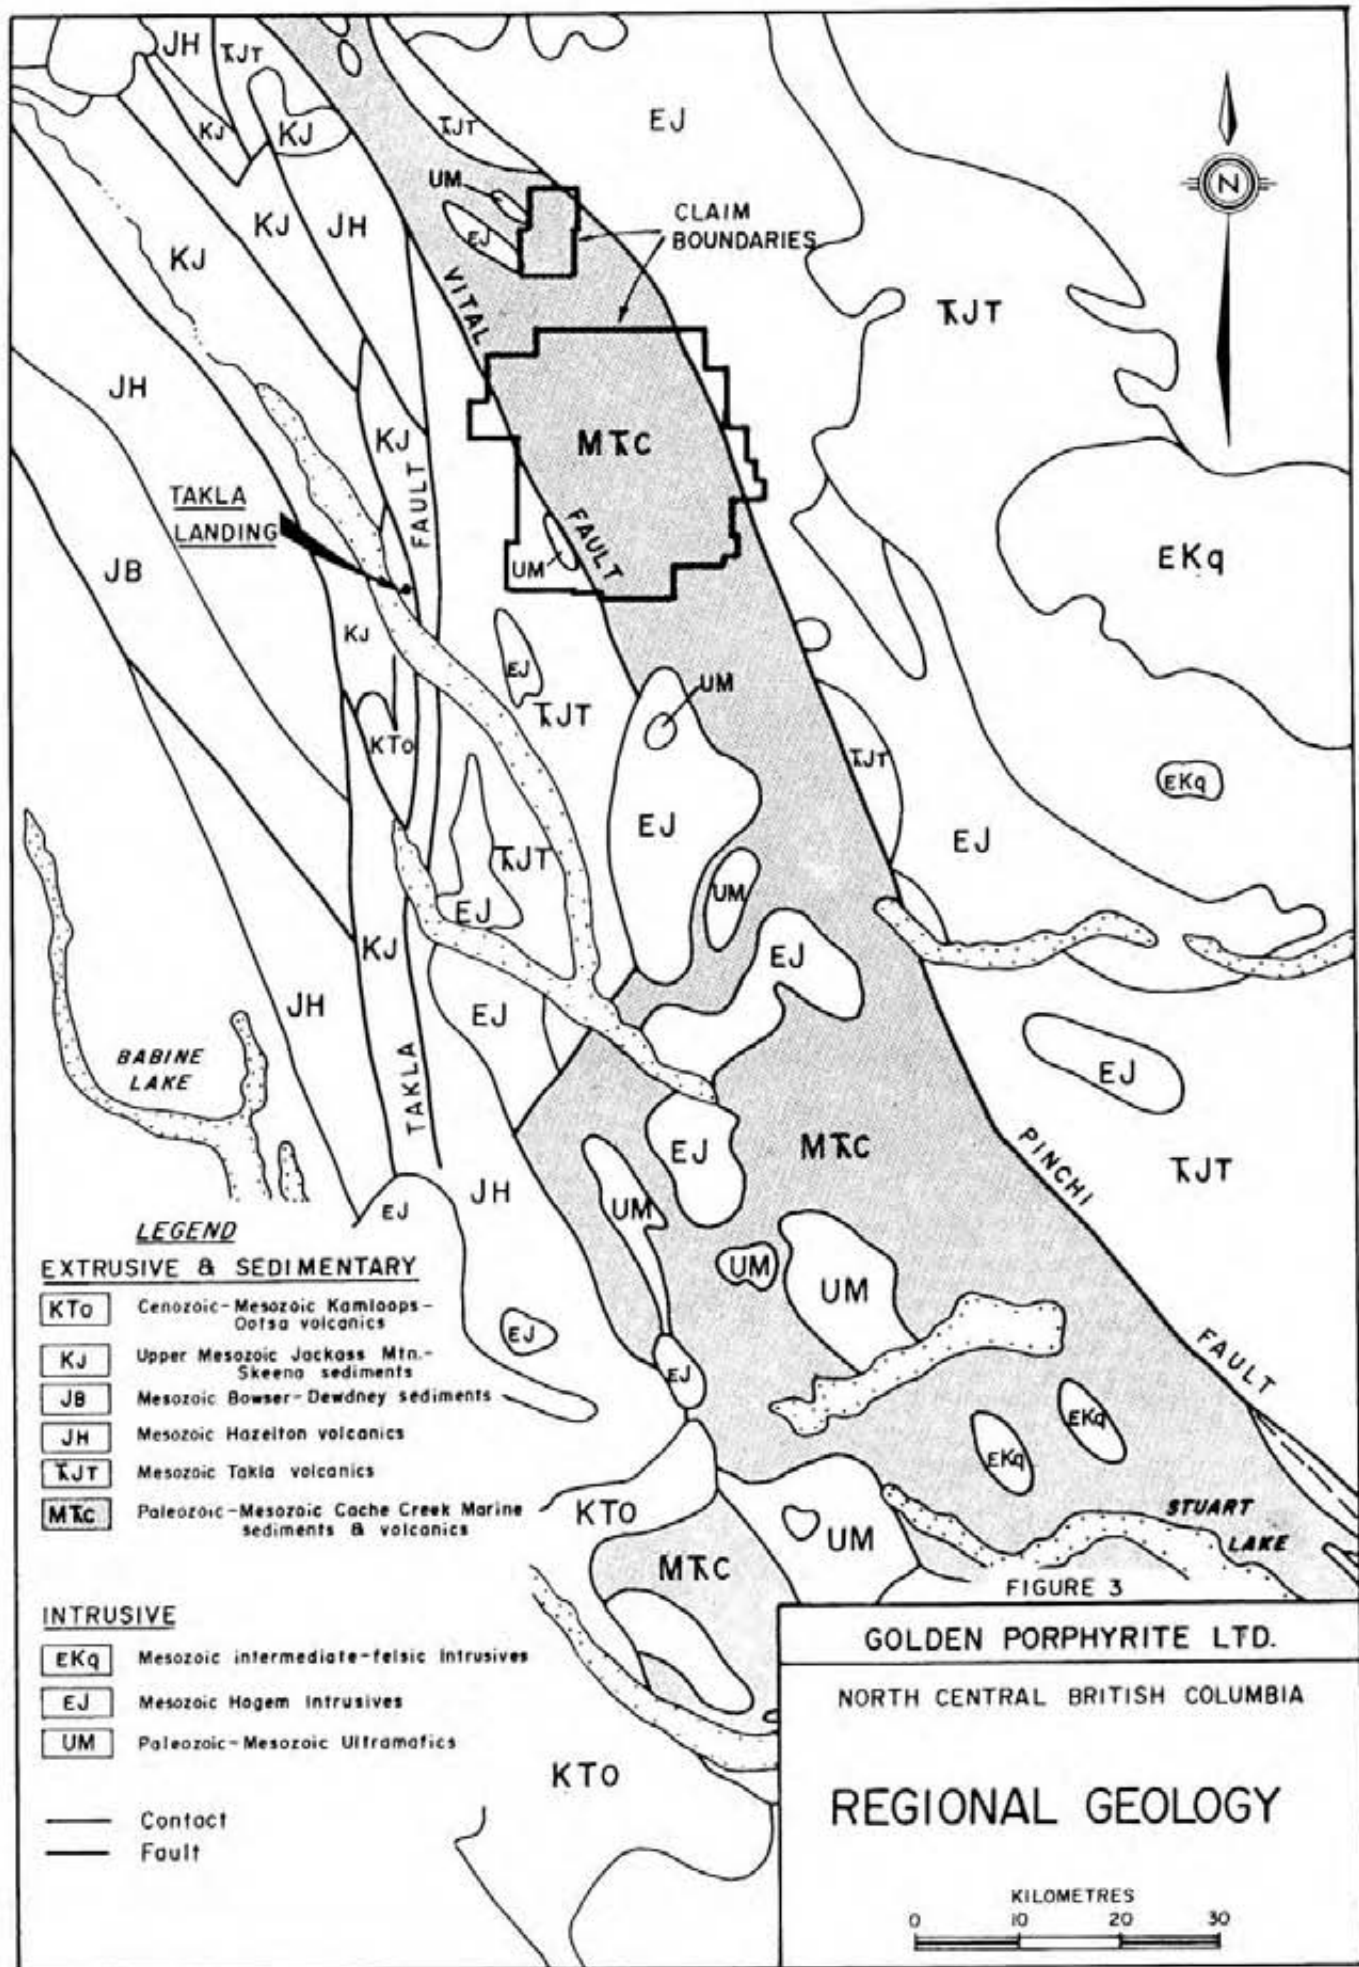 JH
TJT
KJ
KJ
TJT
EJ
UM
EJ
CLAIM
BOUNDARIES
N
KJ
JH
KJ
VITAL
FAULT
TJT
JH
KJ
FAULT
MTC
TAKLA
LANDING
UM
EKq
JB
KJ
EJ
TJT
UM
KTo
TJT
EKq
EJ
EJ
TJT
UM
EJ
KJ
EJ
JH
EJ
EJ
BABINE
LAKE
TAKLA
EJ
MTC
PINCHI
FAULT
TJT
JH
EJ
UM
UM
UM
EJ
EJ
EKq
EKq
STUART
LAKE
KTO
UM
MTC
KTO
LEGEND
EXTRUSIVE & SEDIMENTARY
KTo Cenozoic-Mesozoic Kamloops-
Ootsa volcanics
KJ Upper Mesozoic Jackass Mtn.-
Skeena sediments
JB Mesozoic Bowser-Dewdney sediments
JH Mesozoic Hazelton volcanics
TJT Mesozoic Takla volcanics
MTC Paleozoic-Mesozoic Cache Creek Marine
sediments & volcanics
INTRUSIVE
EKq Mesozoic intermediate-felsic Intrusives
EJ Mesozoic Hogem Intrusives
UM Paleozoic-Mesozoic Ultramafics
Contact
Fault
FIGURE 3
GOLDEN PORPHYRITE LTD.
NORTH CENTRAL BRITISH COLUMBIA
REGIONAL GEOLOGY
KILOMETRES
0 10 20 30